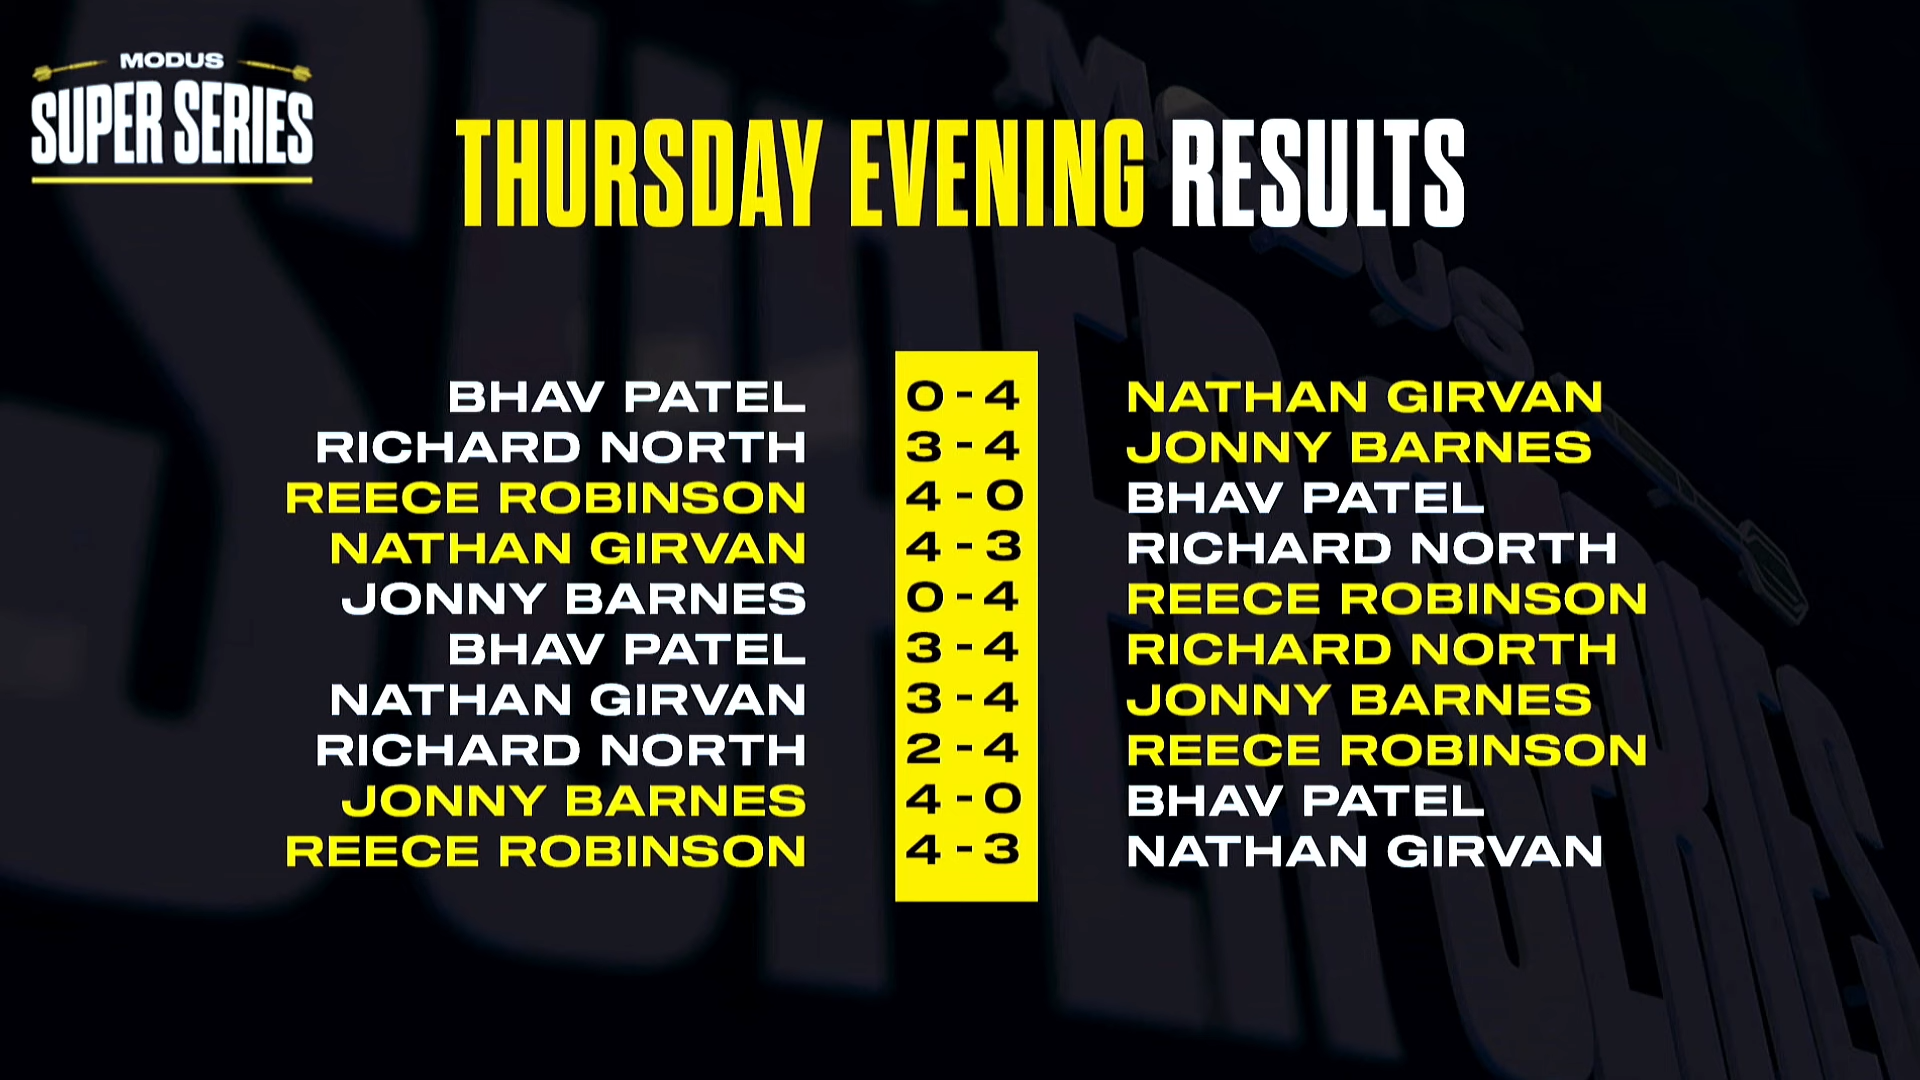 MODUS
SUPER SERIES
THURSDAY EVENING RESULTS
BHAV PATEL 0 - 4 NATHAN GIRVAN
RICHARD NORTH 3 - 4 JONNY BARNES
REECE ROBINSON 4 - 0 BHAV PATEL
NATHAN GIRVAN 4 - 3 RICHARD NORTH
JONNY BARNES 0 - 4 REECE ROBINSON
BHAV PATEL 3 - 4 RICHARD NORTH
NATHAN GIRVAN 3 - 4 JONNY BARNES
RICHARD NORTH 2 - 4 REECE ROBINSON
JONNY BARNES 4 - 0 BHAV PATEL
REECE ROBINSON 4 - 3 NATHAN GIRVAN
MODUS
SUPER SERIES